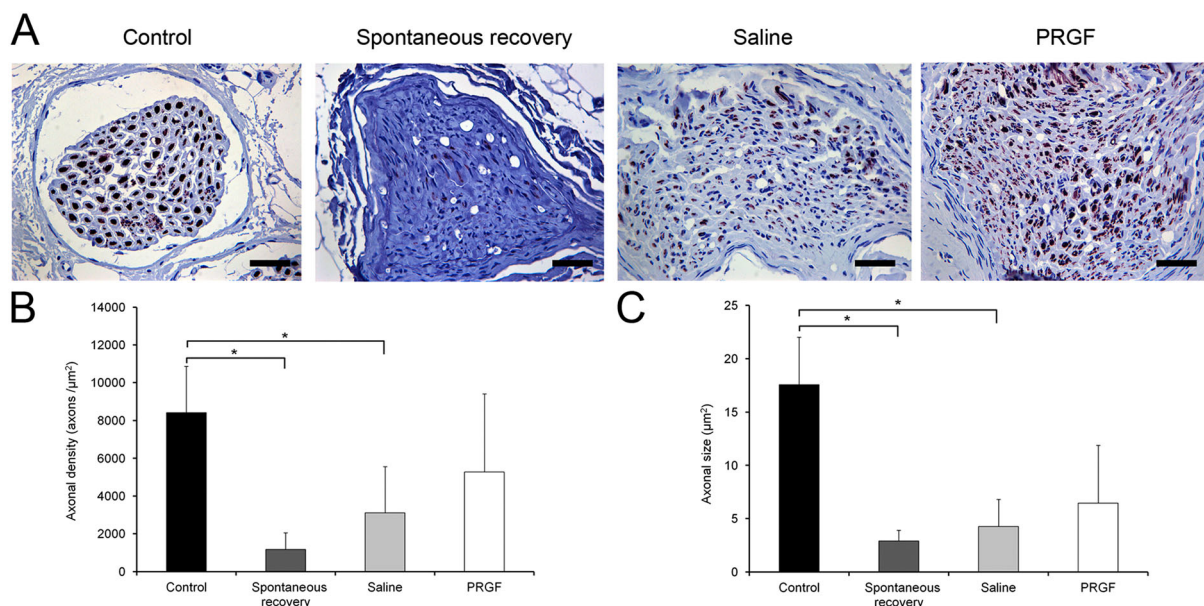 A
Control
Spontaneous recovery
Saline
PRGF
B
Axonal density (axons /µm²)
14000
12000
10000
8000
6000
4000
2000
0
*
*
Control
Spontaneous
recovery
Saline
PRGF
C
Axonal size (µm²)
25
20
15
10
5
0
*
*
Control
Spontaneous
recovery
Saline
PRGF